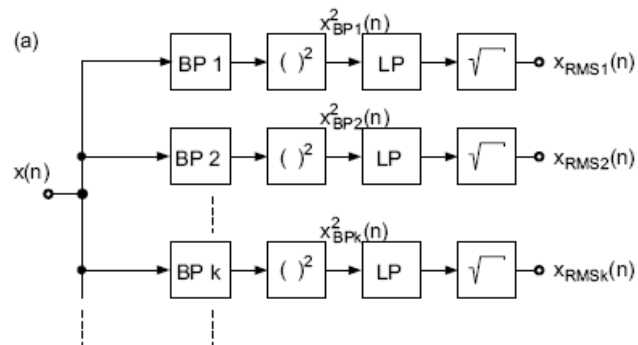 (a)
x²BP1(n)
BP 1 ( )² LP √ xRMS1(n)
x²BP2(n)
BP 2 ( )² LP √ xRMS2(n)
x(n)
x²BPk(n)
BP k ( )² LP √ xRMSk(n)